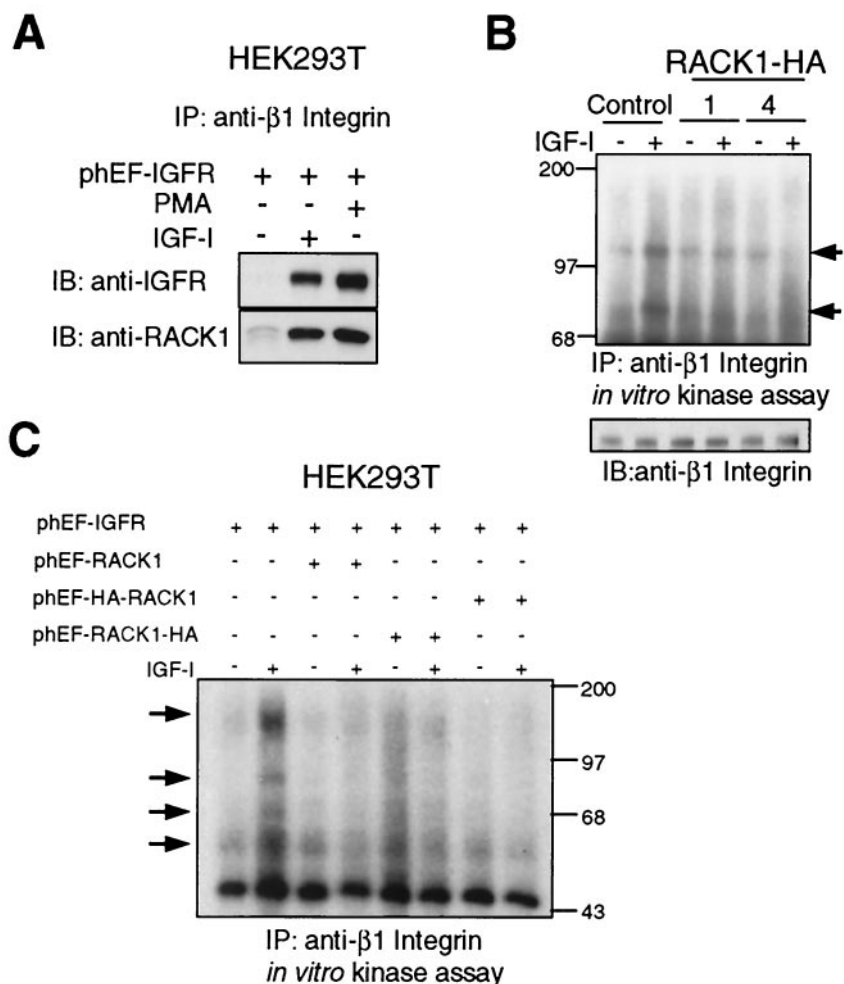 A
HEK293T
IP: anti-β1 Integrin
phEF-IGFR + + +
PMA - - +
IGF-I - + -
IB: anti-IGFR
IB: anti-RACK1
B
RACK1-HA
Control 1 4
IGF-I - + - + - +
200
97
68
IP: anti-β1 Integrin
in vitro kinase assay
IB:anti-β1 Integrin
C
HEK293T
phEF-IGFR + + + + + + + +
phEF-RACK1 - - + + - - - -
phEF-HA-RACK1 - - - - - - + +
phEF-RACK1-HA - - - - + + - -
IGF-I - + - + - + - +
200
97
68
43
IP: anti-β1 Integrin
in vitro kinase assay